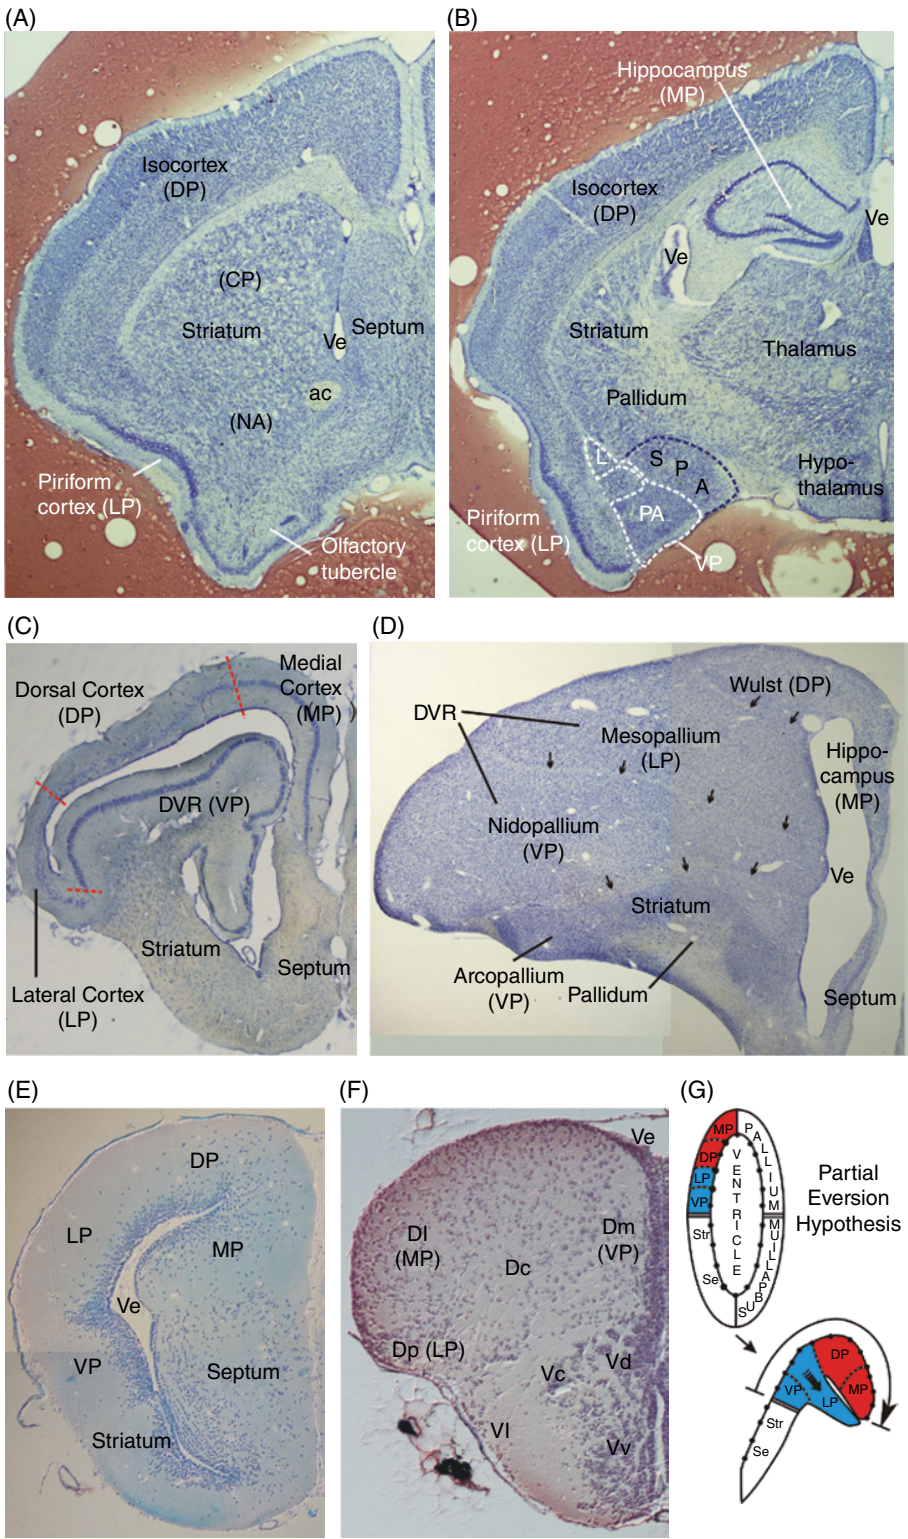 (A)
Isocortex
(DP)
(CP)
Striatum
Ve
Septum
ac
(NA)
Piriform
cortex (LP)
Olfactory
tubercle
(B)
Hippocampus
(MP)
Isocortex
(DP)
Ve
Ve
Striatum
Thalamus
Pallidum
L
S
P
A
PA
Hypo-
thalamus
Piriform
cortex (LP)
VP
(C)
Medial
Cortex
(MP)
Dorsal Cortex
(DP)
DVR (VP)
Striatum
Septum
Lateral Cortex
(LP)
(D)
Wulst (DP)
DVR
Mesopallium
(LP)
Hippo-
campus
(MP)
Nidopallium
(VP)
Ve
Striatum
Arcopallium
(VP)
Pallidum
Septum
(E)
DP
LP
MP
Ve
VP
Septum
Striatum
(F)
Ve
Dl
(MP)
Dm
(VP)
Dc
Dp (LP)
Vc
Vd
Vl
Vv
(G)
MP
DP
LP
VP
Str
Se
VENTRICLE
PALLIUM
SUBPALLIUM
Partial
Eversion
Hypothesis
DP
VP
LP
MP
Str
Se